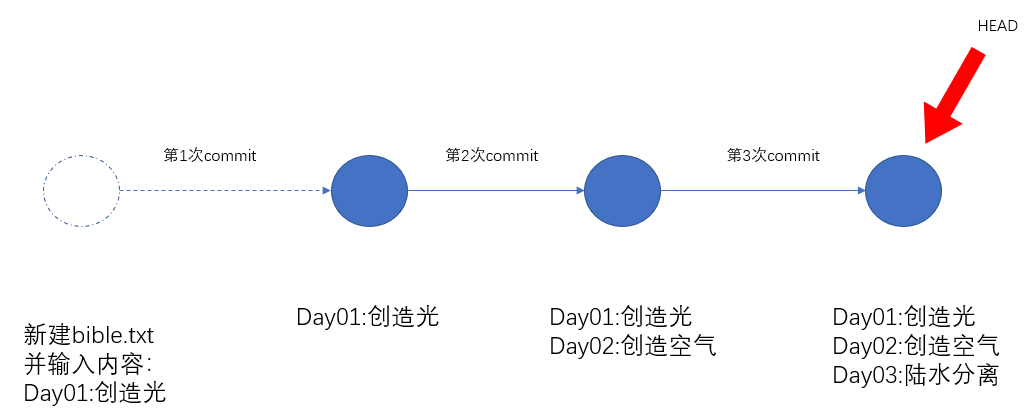 HEAD
第1次commit
第2次commit
第3次commit
新建bible.txt
并输入内容：
Day01:创造光
Day01:创造光
Day01:创造光
Day02:创造空气
Day01:创造光
Day02:创造空气
Day03:陆水分离